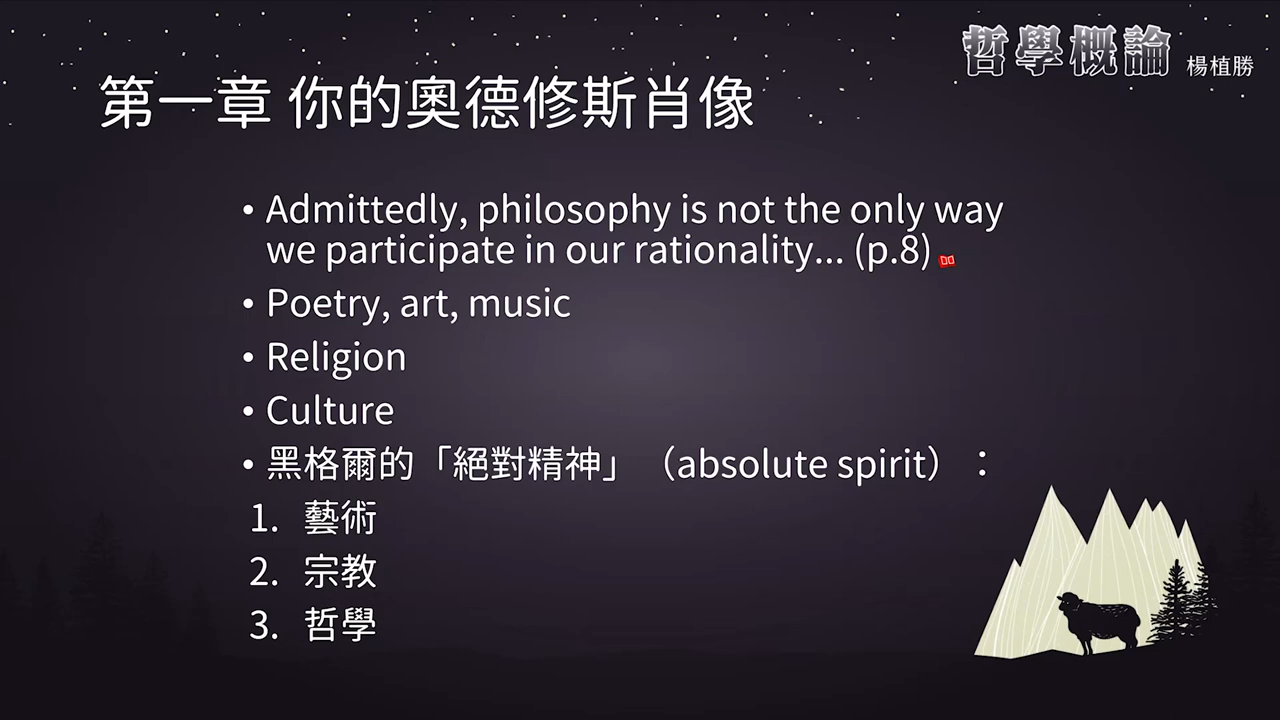 哲學概論 楊植勝
第一章 你的奧德修斯肖像
• Admittedly, philosophy is not the only way
we participate in our rationality... (p.8)
• Poetry, art, music
• Religion
• Culture
• 黑格爾的「絕對精神」（absolute spirit）：
1. 藝術
2. 宗教
3. 哲學